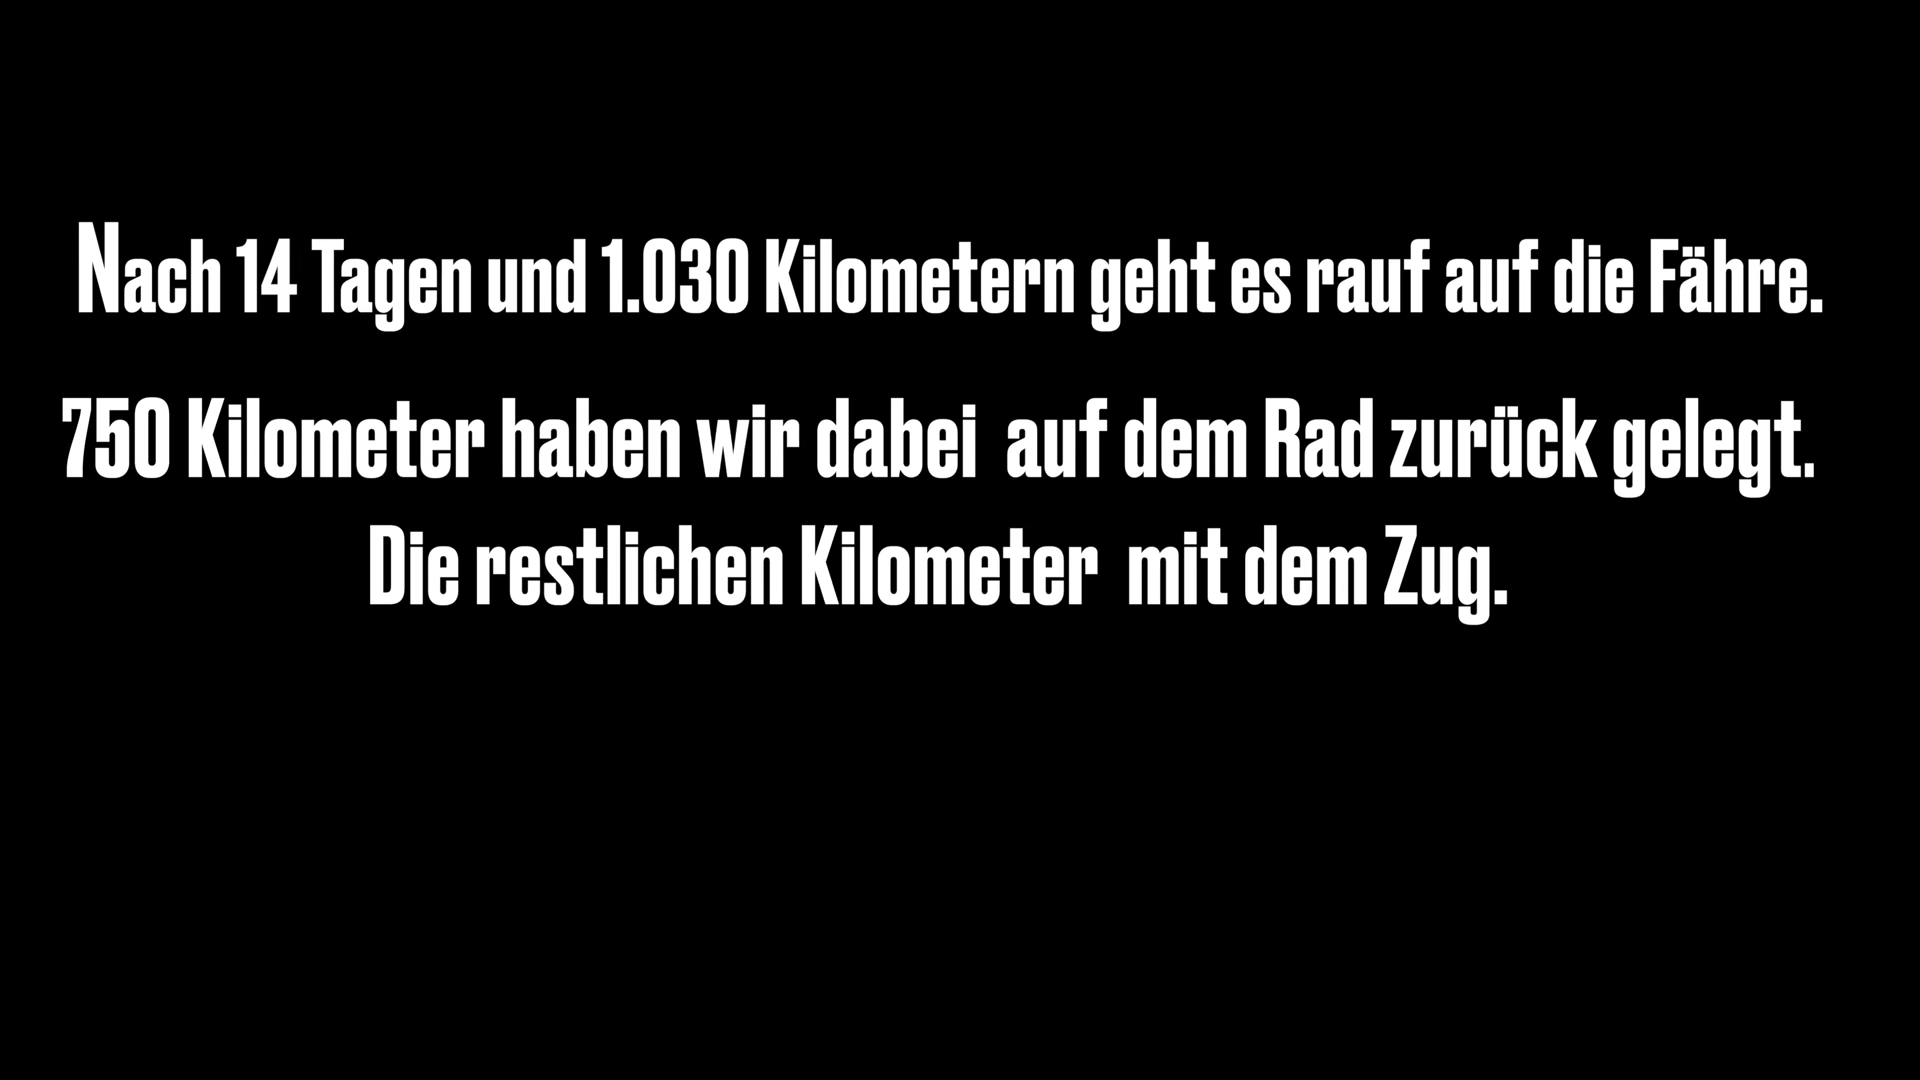 Nach 14 Tagen und 1.030 Kilometern geht es rauf auf die Fähre.
750 Kilometer haben wir dabei auf dem Rad zurück gelegt.
Die restlichen Kilometer mit dem Zug.